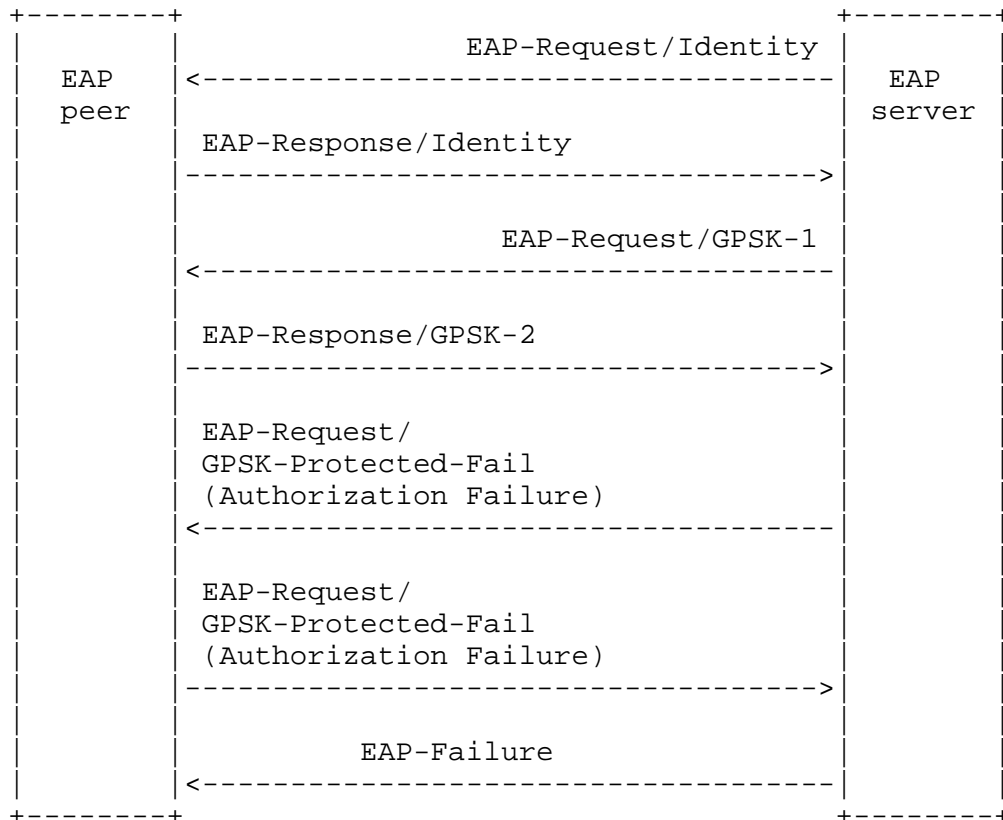 EAP-Request/Identity
EAP
peer
EAP
server
EAP-Response/Identity
EAP-Request/GPSK-1
EAP-Response/GPSK-2
EAP-Request/
GPSK-Protected-Fail
(Authorization Failure)
EAP-Request/
GPSK-Protected-Fail
(Authorization Failure)
EAP-Failure